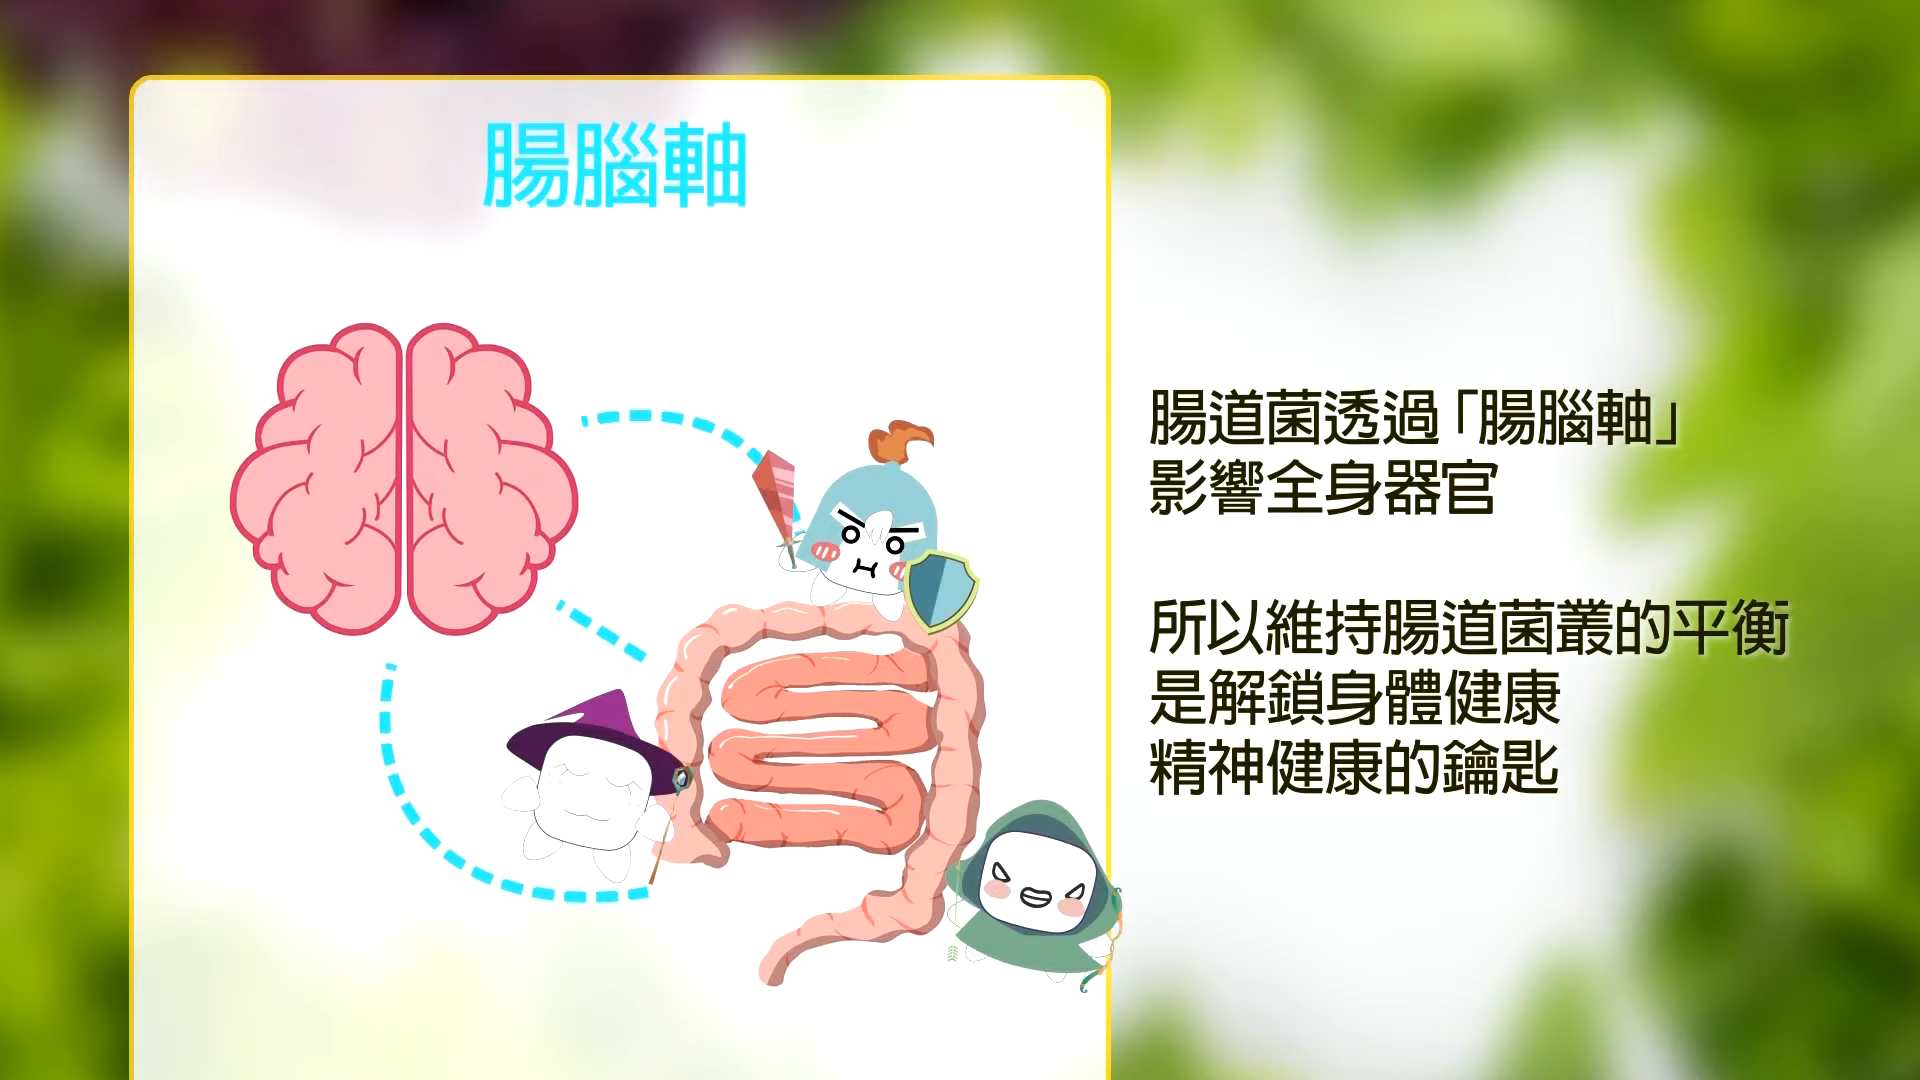 腸腦軸
腸道菌透過「腸腦軸」
影響全身器官
所以維持腸道菌叢的平衡
是解鎖身體健康
精神健康的鑰匙